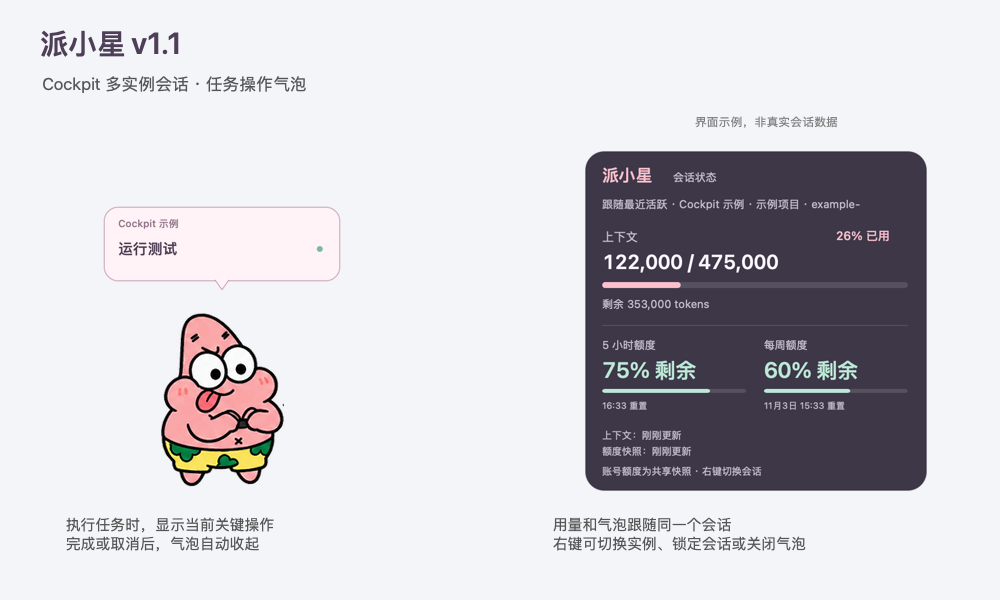 派小星 v1.1
Cockpit 多实例会话 · 任务操作气泡
界面示例，非真实会话数据
Cockpit 示例
运行测试
派小星 会话状态
跟随最近活跃 · Cockpit 示例 · 示例项目 · example-
上下文 26% 已用
122,000 / 475,000
剩余 353,000 tokens
5 小时额度
75% 剩余
16:33 重置
每周额度
60% 剩余
11月3日 15:33 重置
上下文：刚刚更新
额度快照：刚刚更新
账号额度为共享快照 · 右键切换会话
执行任务时，显示当前关键操作
完成或取消后，气泡自动收起
用量和气泡跟随同一个会话
右键可切换实例、锁定会话或关闭气泡